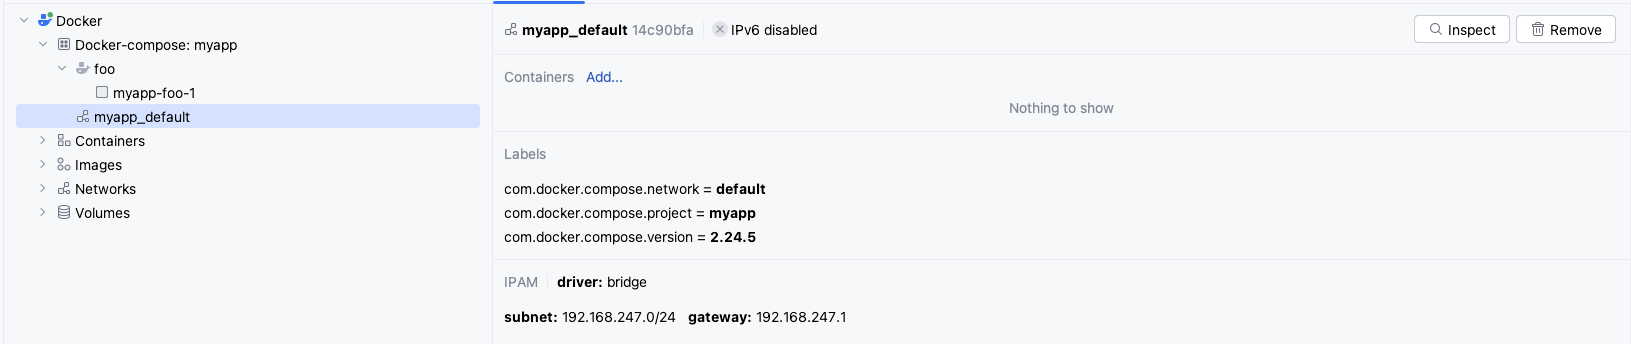 Docker
Docker-compose: myapp
foo
myapp-foo-1
myapp_default
Containers
Images
Networks
Volumes
myapp_default 14c90bfa IPv6 disabled Inspect Remove
Containers Add...
Nothing to show
Labels
com.docker.compose.network = default
com.docker.compose.project = myapp
com.docker.compose.version = 2.24.5
IPAM driver: bridge
subnet: 192.168.247.0/24 gateway: 192.168.247.1